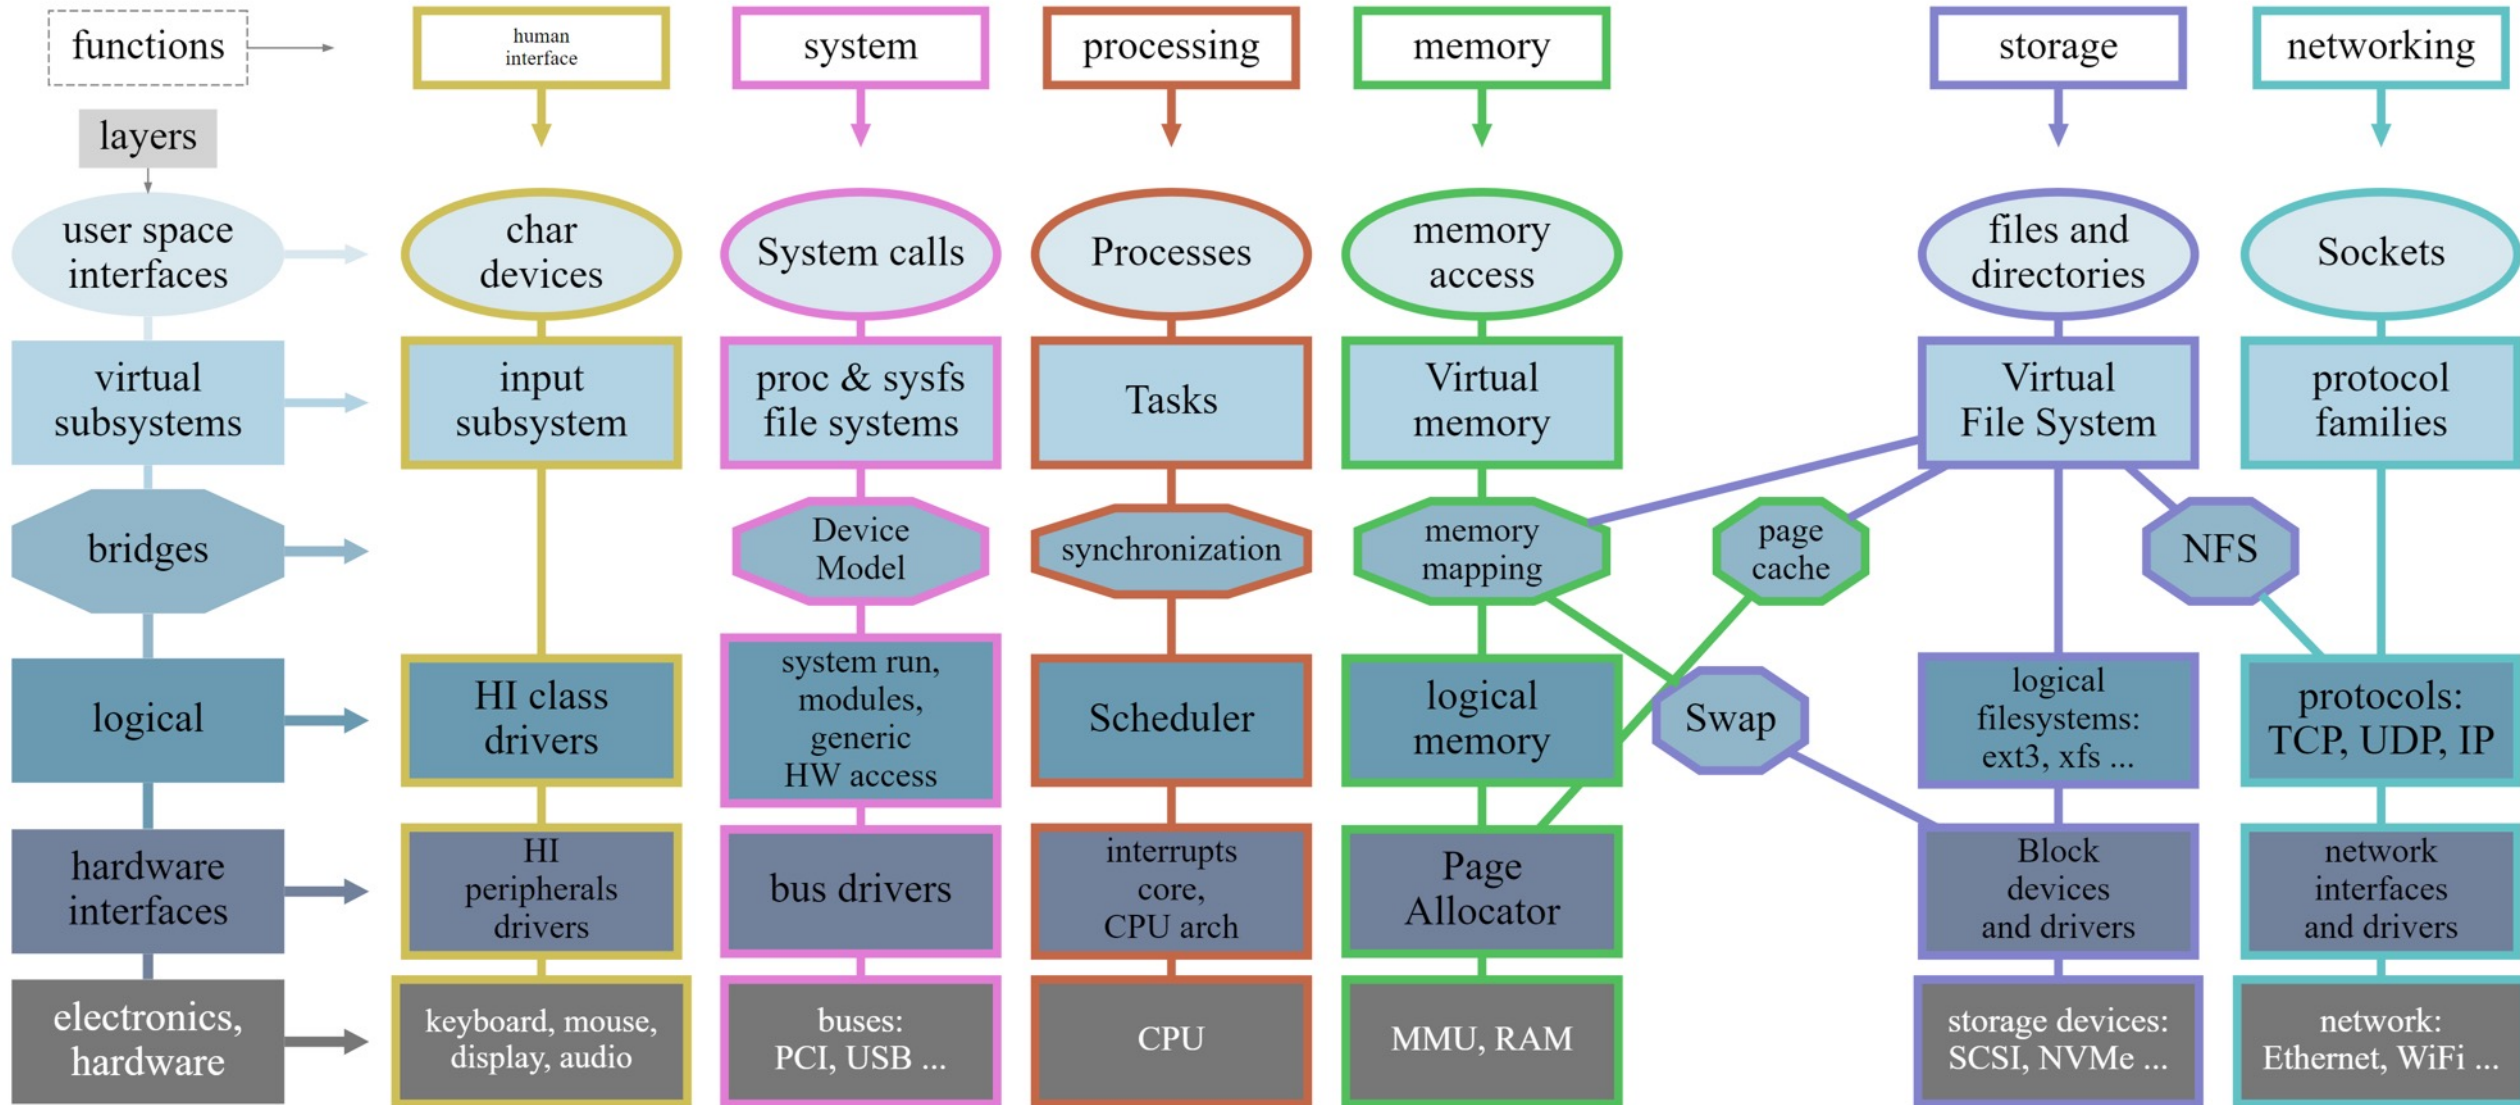 functions
human
interface
system
processing
memory
storage
networking
layers
user space
interfaces
char
devices
System calls
Processes
memory
access
files and
directories
Sockets
virtual
subsystems
input
subsystem
proc & sysfs
file systems
Tasks
Virtual
memory
Virtual
File System
protocol
families
bridges
Device
Model
synchronization
memory
mapping
page
cache
NFS
logical
HI class
drivers
system run,
modules,
generic
HW access
Scheduler
logical
memory
Swap
logical
filesystems:
ext3, xfs ...
protocols:
TCP, UDP, IP
hardware
interfaces
HI
peripherals
drivers
bus drivers
interrupts
core,
CPU arch
Page
Allocator
Block
devices
and drivers
network
interfaces
and drivers
electronics,
hardware
keyboard, mouse,
display, audio
buses:
PCI, USB ...
CPU
MMU, RAM
storage devices:
SCSI, NVMe ...
network:
Ethernet, WiFi ...